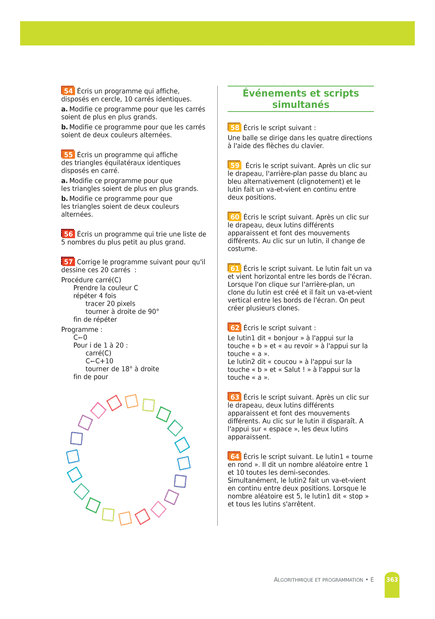 54 Écris un programme qui affiche,
disposés en cercle, 10 carrés identiques.
a. Modifie ce programme pour que les carrés
soient de plus en plus grands.
b. Modifie ce programme pour que les carrés
soient de deux couleurs alternées.
55 Écris un programme qui affiche
des triangles équilatéraux identiques
disposés en carré.
a. Modifie ce programme pour que
les triangles soient de plus en plus grands.
b. Modifie ce programme pour que
les triangles soient de deux couleurs
alternées.
56 Écris un programme qui trie une liste de
5 nombres du plus petit au plus grand.
57 Corrige le programme suivant pour qu'il
dessine ces 20 carrés :
Procédure carré(C)
Prendre la couleur C
répéter 4 fois
tracer 20 pixels
tourner à droite de 90°
fin de répéter
Programme :
C←0
Pour i de 1 à 20 :
carré(C)
C←C+10
tourner de 18° à droite
fin de pour
Événements et scripts
simultanés
58 Écris le script suivant :
Une balle se dirige dans les quatre directions
à l'aide des flèches du clavier.
59 Écris le script suivant. Après un clic sur
le drapeau, l'arrière-plan passe du blanc au
bleu alternativement (clignotement) et le
lutin fait un va-et-vient en continu entre
deux positions.
60 Écris le script suivant. Après un clic sur
le drapeau, deux lutins différents
apparaissent et font des mouvements
différents. Au clic sur un lutin, il change de
costume.
61 Écris le script suivant. Le lutin fait un va
et vient horizontal entre les bords de l'écran.
Lorsque l'on clique sur l'arrière-plan, un
clone du lutin est créé et il fait un va-et-vient
vertical entre les bords de l'écran. On peut
créer plusieurs clones.
62 Écris le script suivant :
Le lutin1 dit « bonjour » à l'appui sur la
touche « b » et « au revoir » à l'appui sur la
touche « a ».
Le lutin2 dit « coucou » à l'appui sur la
touche « b » et « Salut ! » à l'appui sur la
touche « a ».
63 Écris le script suivant. Après un clic sur
le drapeau, deux lutins différents
apparaissent et font des mouvements
différents. Au clic sur le lutin il disparaît. A
l'appui sur « espace », les deux lutins
apparaissent.
64 Écris le script suivant. Le lutin1 « tourne
en rond ». Il dit un nombre aléatoire entre 1
et 10 toutes les demi-secondes.
Simultanément, le lutin2 fait un va-et-vient
en continu entre deux positions. Lorsque le
nombre aléatoire est 5, le lutin1 dit « stop »
et tous les lutins s'arrêtent.
ALGORITHMIQUE ET PROGRAMMATION • E 363